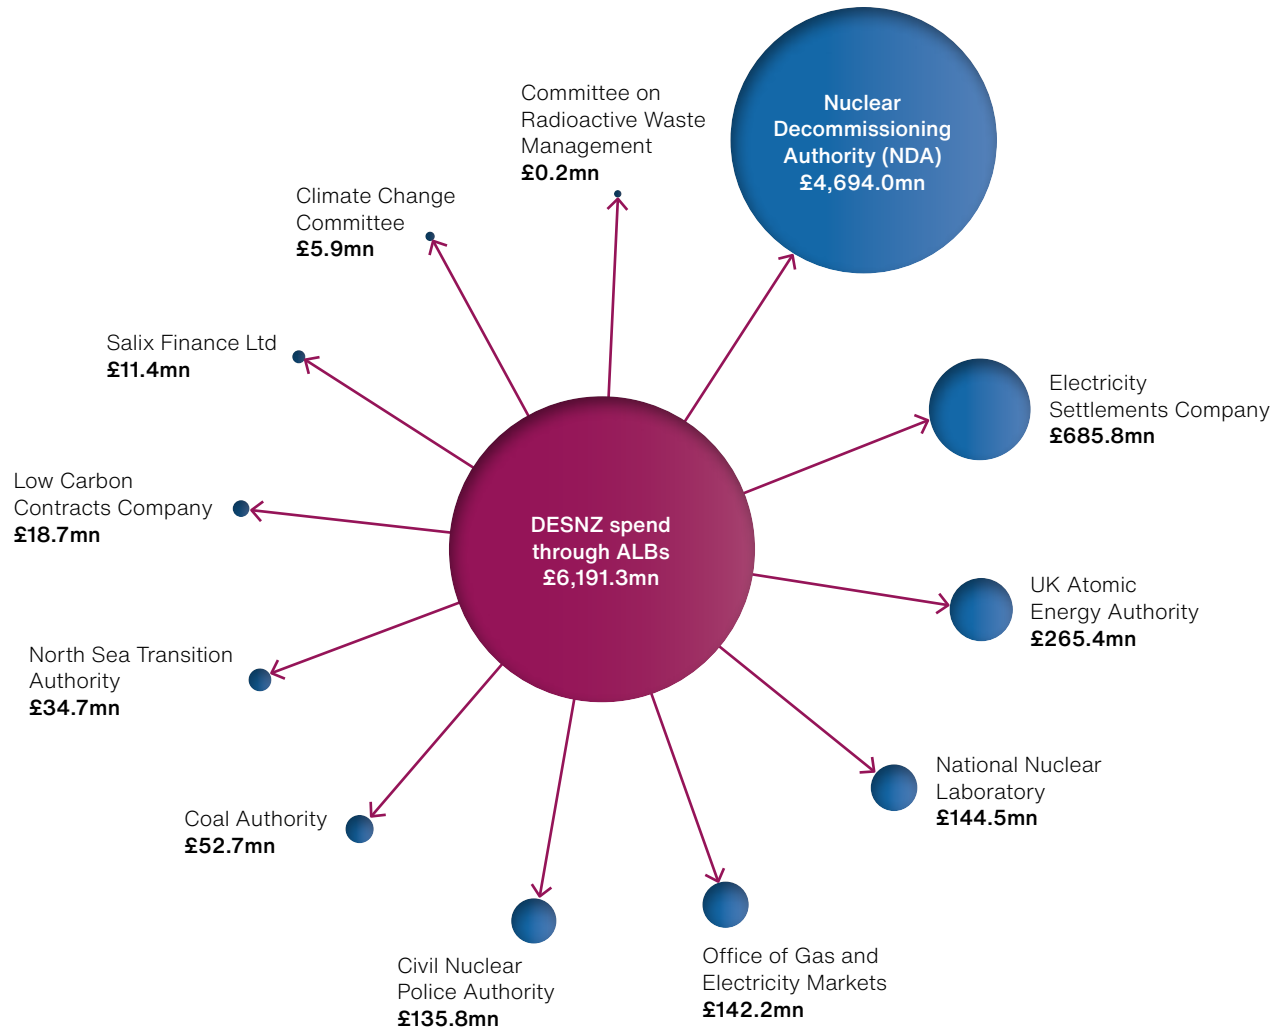 Nuclear
Decommissioning
Authority (NDA)
£4,694.0mn
Committee on
Radioactive Waste
Management
£0.2mn
Climate Change
Committee
£5.9mn
Salix Finance Ltd
£11.4mn
Electricity
Settlements Company
£685.8mn
Low Carbon
Contracts Company
£18.7mn
DESNZ spend
through ALBs
£6,191.3mn
UK Atomic
Energy Authority
£265.4mn
North Sea Transition
Authority
£34.7mn
National Nuclear
Laboratory
£144.5mn
Coal Authority
£52.7mn
Civil Nuclear
Police Authority
£135.8mn
Office of Gas and
Electricity Markets
£142.2mn